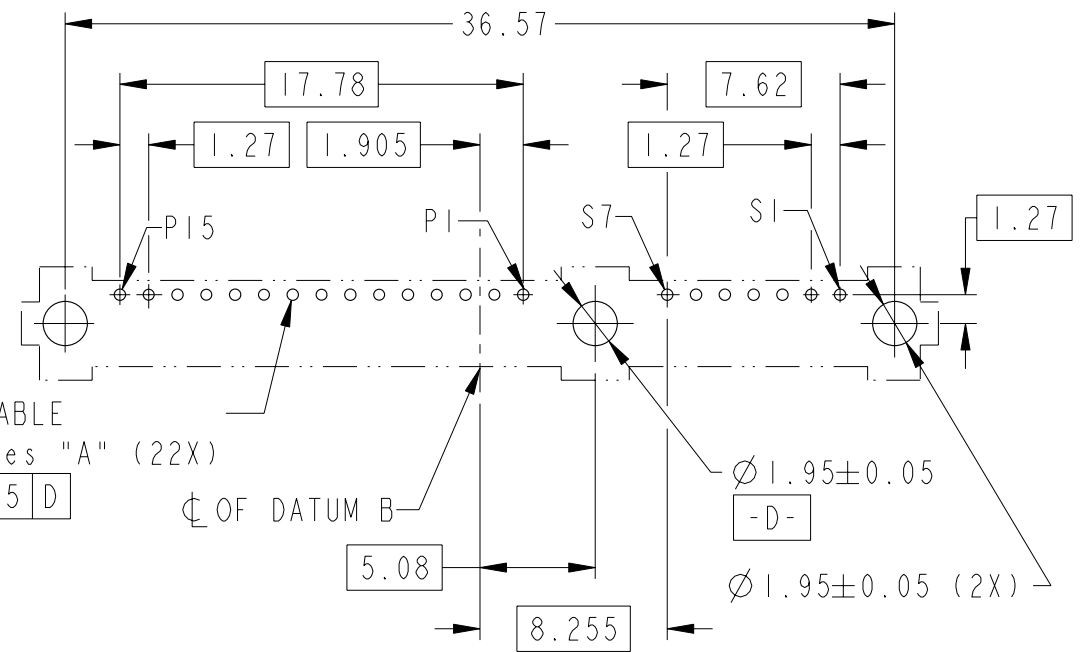 36.57
17.78
7.62
1.27
1.905
1.27
P15
P1
S7
S1
1.27
ABLE
es "A" (22X)
5 D
℄ OF DATUM B
Ø1.95±0.05
-D-
5.08
Ø1.95±0.05 (2X)
8.255